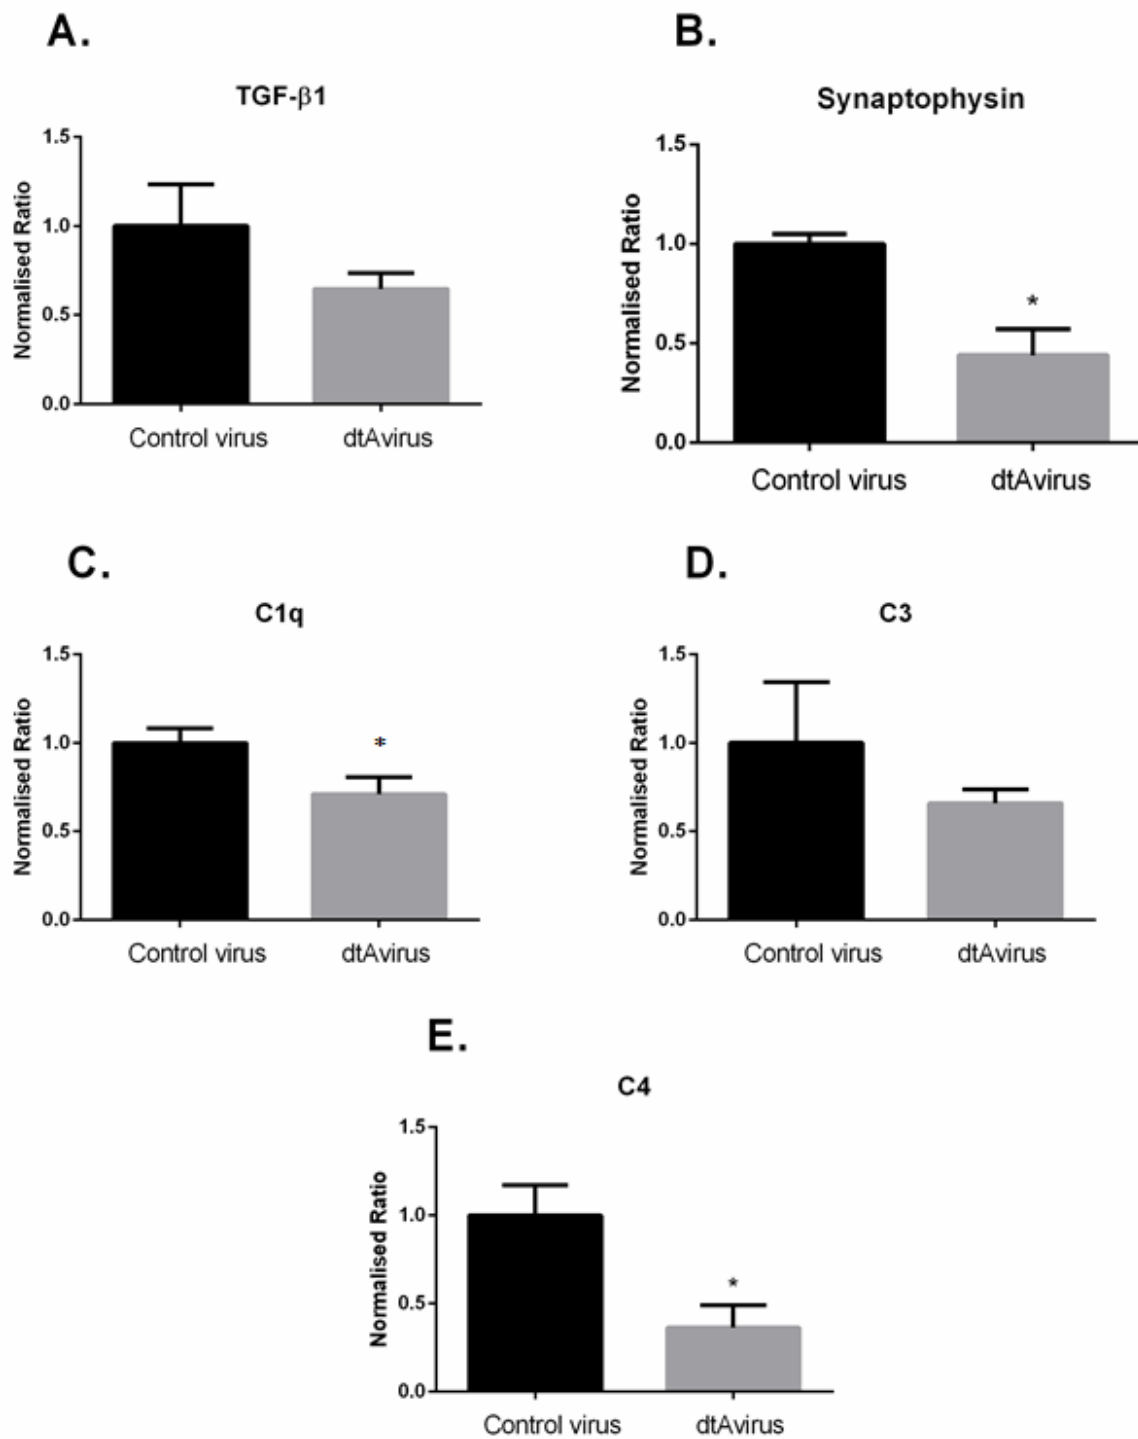 A.
TGF-β1
Normalised Ratio
1.5
1.0
0.5
0.0
Control virus dtAvirus
B.
Synaptophysin
Normalised Ratio
1.5
1.0
*
0.5
0.0
Control virus dtAvirus
C.
C1q
Normalised Ratio
1.5
1.0
*
0.5
0.0
Control virus dtAvirus
D.
C3
Normalised Ratio
1.5
1.0
0.5
0.0
Control virus dtAvirus
E.
C4
Normalised Ratio
1.5
1.0
*
0.5
0.0
Control virus dtAvirus